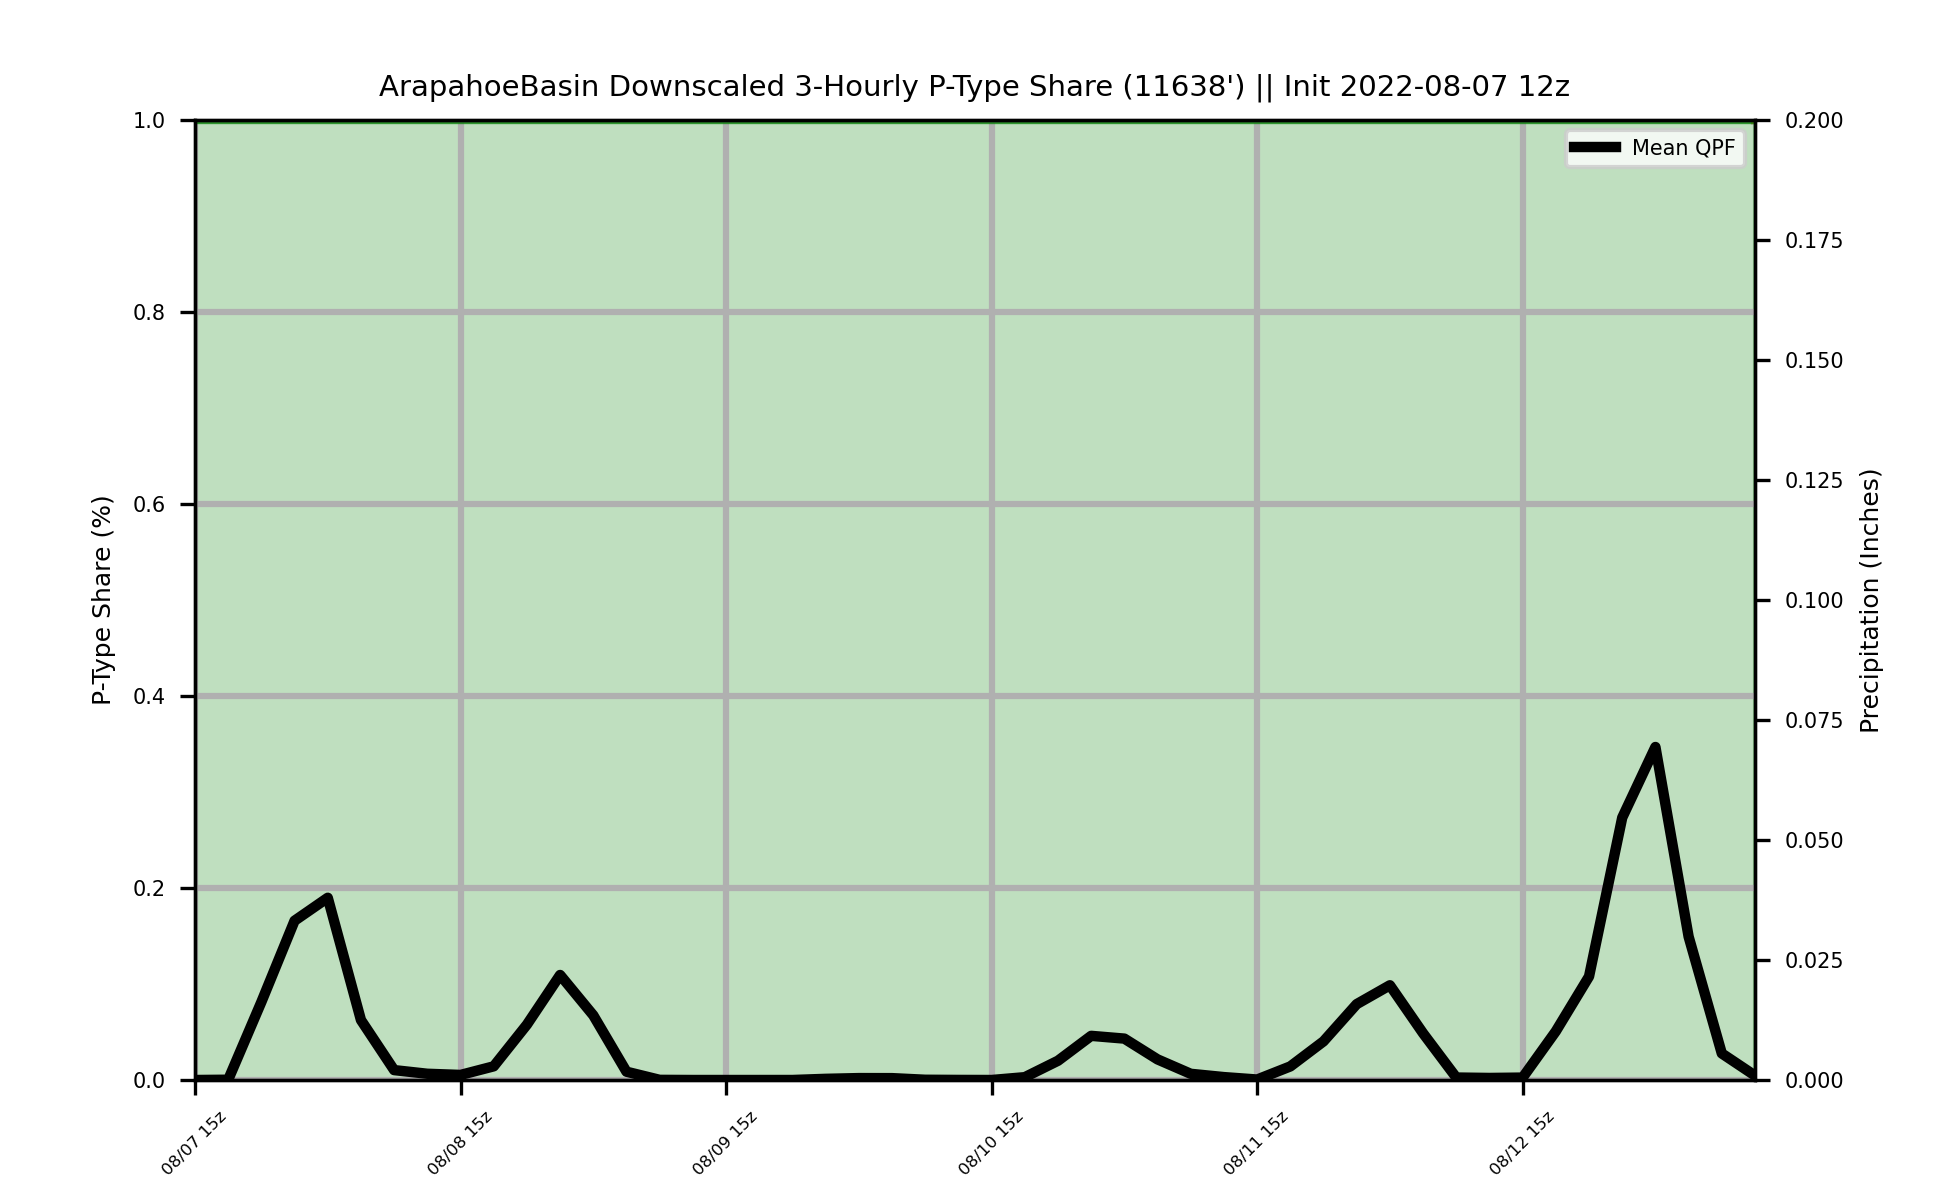 ArapahoeBasin Downscaled 3-Hourly P-Type Share (11638') || Init 2022-08-07 12z
Mean QPF
P-Type Share (%)
1.0
0.8
0.6
0.4
0.2
0.0
0.200
0.175
0.150
0.125
0.100
0.075
0.050
0.025
0.000
Precipitation (Inches)
08/07 15z
08/08 15z
08/09 15z
08/10 15z
08/11 15z
08/12 15z